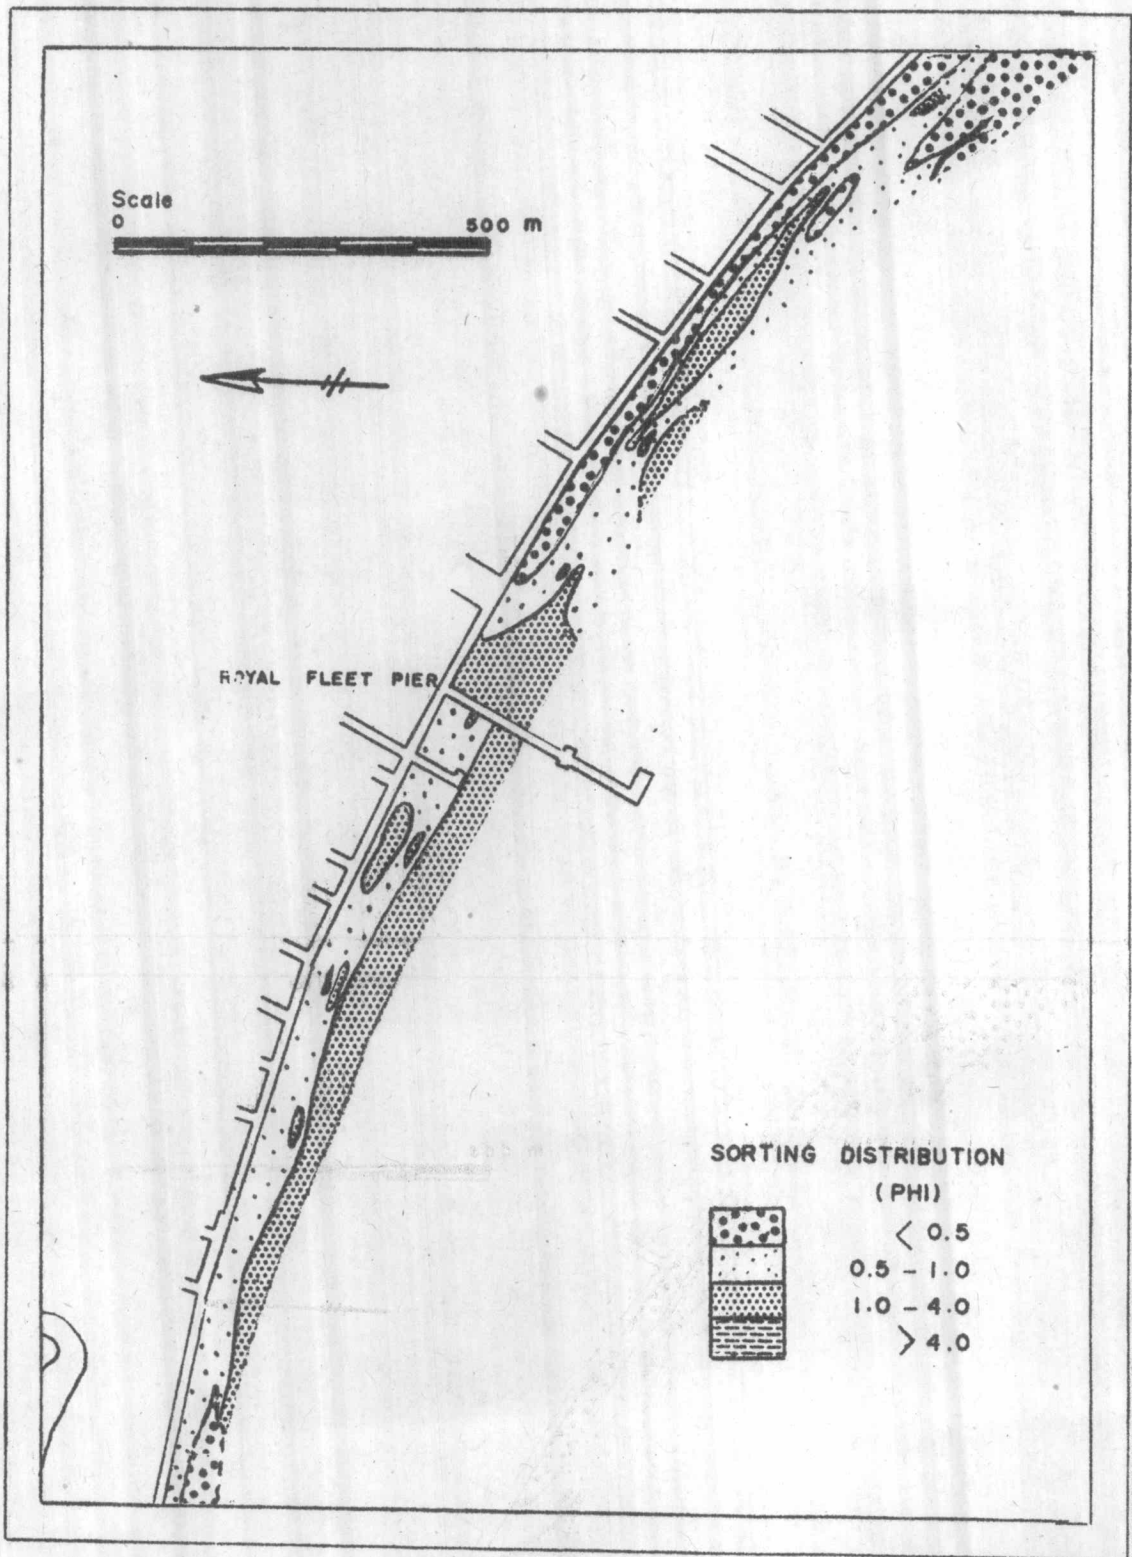 Scale
0 500 m
ROYAL FLEET PIER
SORTING DISTRIBUTION
(PHI)
< 0.5
0.5 - 1.0
1.0 - 4.0
> 4.0